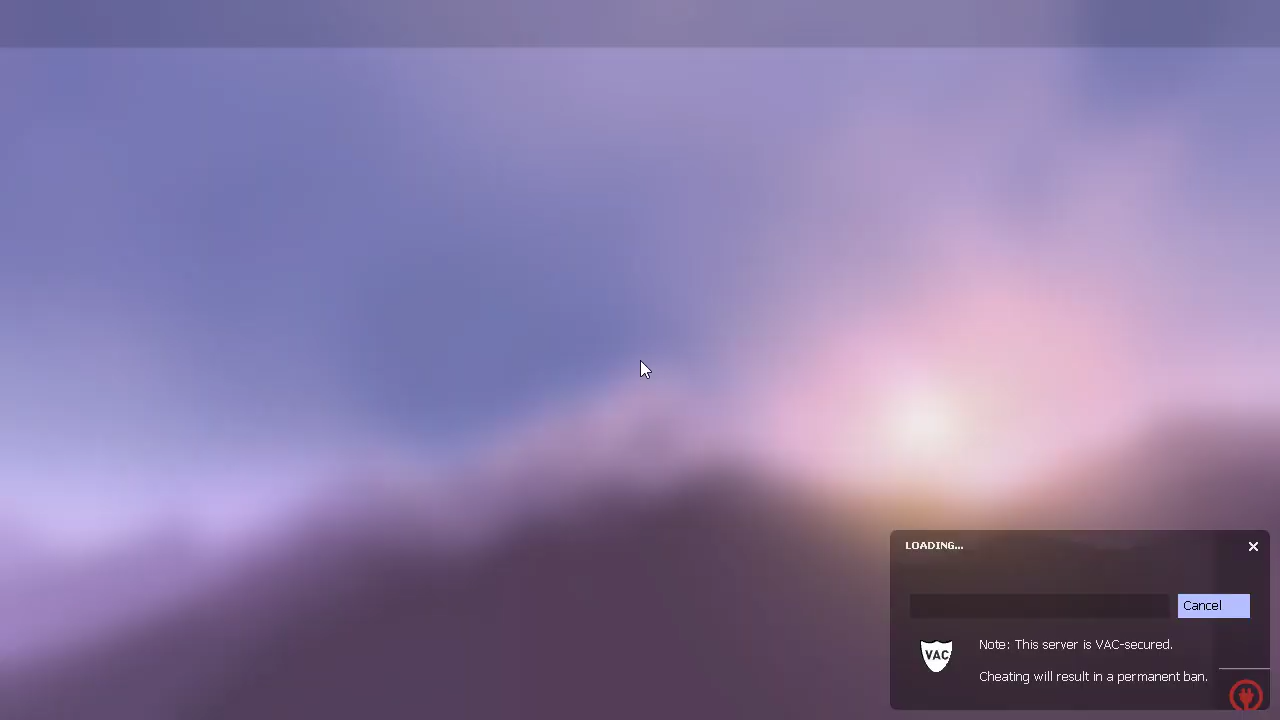 LOADING...
Cancel
VAC
Note: This server is VAC-secured.
Cheating will result in a permanent ban.